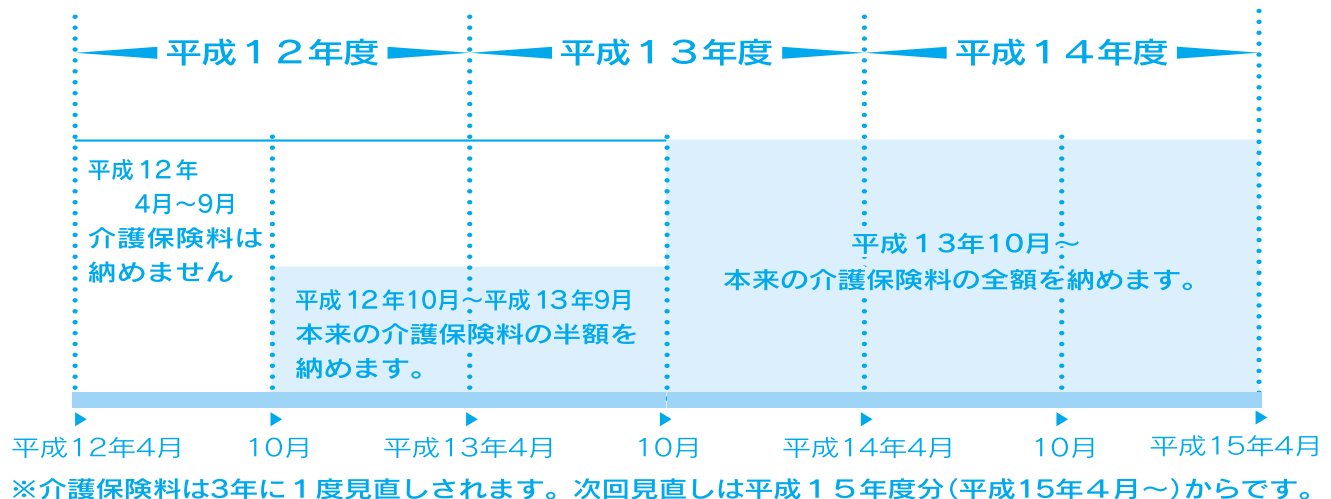 平成１２年度 平成１３年度 平成１４年度
平成12年
4月～9月
介護保険料は
納めません
平成12年10月～平成13年9月
本来の介護保険料の半額を
納めます。
平成13年10月～
本来の介護保険料の全額を納めます。
平成12年4月 10月 平成13年4月 10月 平成14年4月 10月 平成15年4月
※介護保険料は3年に１度見直しされます。次回見直しは平成１５年度分（平成15年４月～）からです。